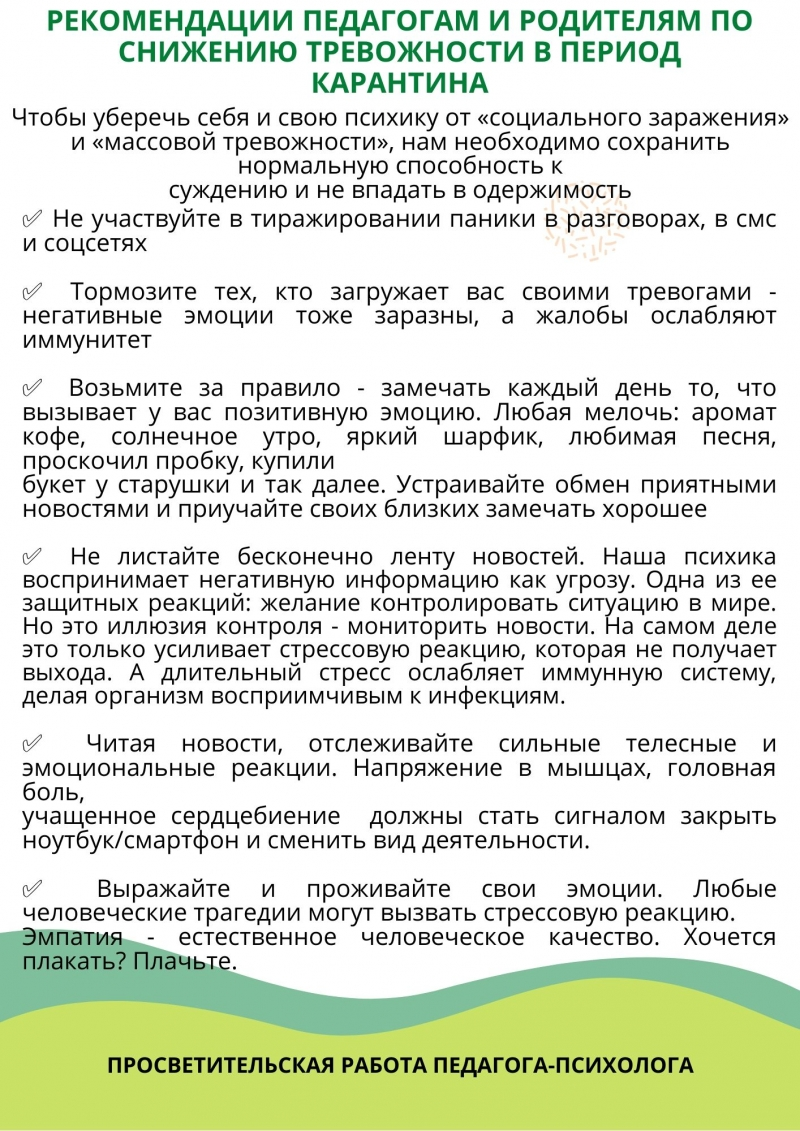 РЕКОМЕНДАЦИИ ПЕДАГОГАМ И РОДИТЕЛЯМ ПО
СНИЖЕНИЮ ТРЕВОЖНОСТИ В ПЕРИОД
КАРАНТИНА
Чтобы уберечь себя и свою психику от «социального заражения»
и «массовой тревожности», нам необходимо сохранить
нормальную способность к
суждению и не впадать в одержимость
✅ Не участвуйте в тиражировании паники в разговорах, в смс
и соцсетях
✅ Тормозите тех, кто загружает вас своими тревогами -
негативные эмоции тоже заразны, а жалобы ослабляют
иммунитет
✅ Возьмите за правило - замечать каждый день то, что
вызывает у вас позитивную эмоцию. Любая мелочь: аромат
кофе, солнечное утро, яркий шарфик, любимая песня,
проскочил пробку, купили
букет у старушки и так далее. Устраивайте обмен приятными
новостями и приучайте своих близких замечать хорошее
✅ Не листайте бесконечно ленту новостей. Наша психика
воспринимает негативную информацию как угрозу. Одна из ее
защитных реакций: желание контролировать ситуацию в мире.
Но это иллюзия контроля - мониторить новости. На самом деле
это только усиливает стрессовую реакцию, которая не получает
выхода. А длительный стресс ослабляет иммунную систему,
делая организм восприимчивым к инфекциям.
✅ Читая новости, отслеживайте сильные телесные и
эмоциональные реакции. Напряжение в мышцах, головная
боль,
учащенное сердцебиение должны стать сигналом закрыть
ноутбук/смартфон и сменить вид деятельности.
✅ Выражайте и проживайте свои эмоции. Любые
человеческие трагедии могут вызвать стрессовую реакцию.
Эмпатия - естественное человеческое качество. Хочется
плакать? Плачьте.
ПРОСВЕТИТЕЛЬСКАЯ РАБОТА ПЕДАГОГА-ПСИХОЛОГА